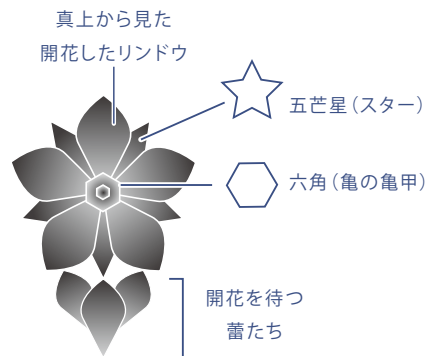 真上から見た
開花したリンドウ
五芒星（スター）
六角（亀の亀甲）
開花を待つ
蕾たち